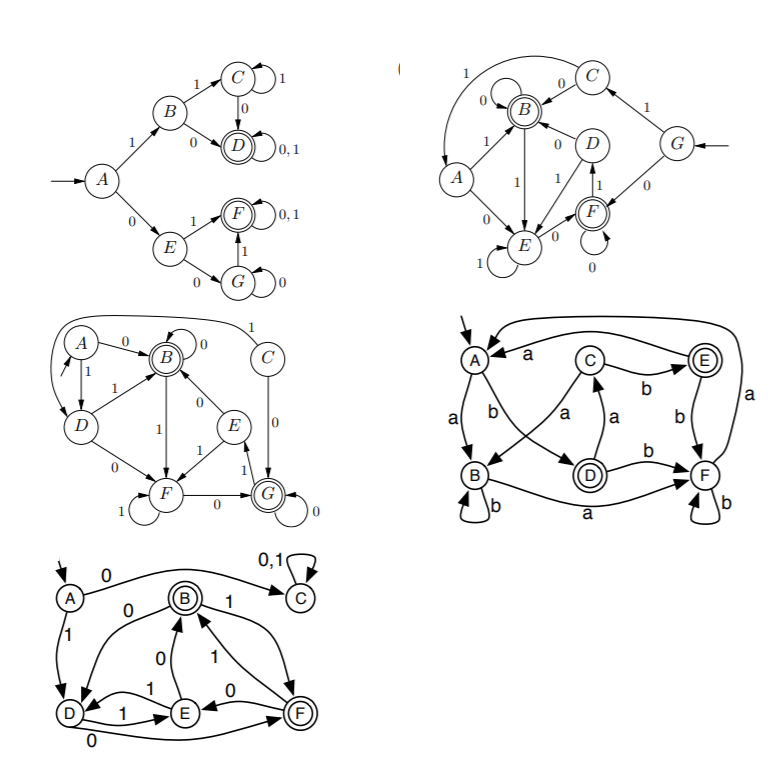 C 1
1
B 0
0 D 0, 1
1
A
0
1 F 0, 1
E 1
0 G 0
1 C
0
0 B 1
1 0 D G
A 1 1 0
0 1
F
E 0
1 0
1
A 0 B 0 C
1
1 0 0
D E
0 1 1 1
F 0 G
1 0
A a C E
b
a b a a b a
b
B D F
b a b
0 0,1
A B 1 C
0
1
0 1
1 0
D 1 E F
0